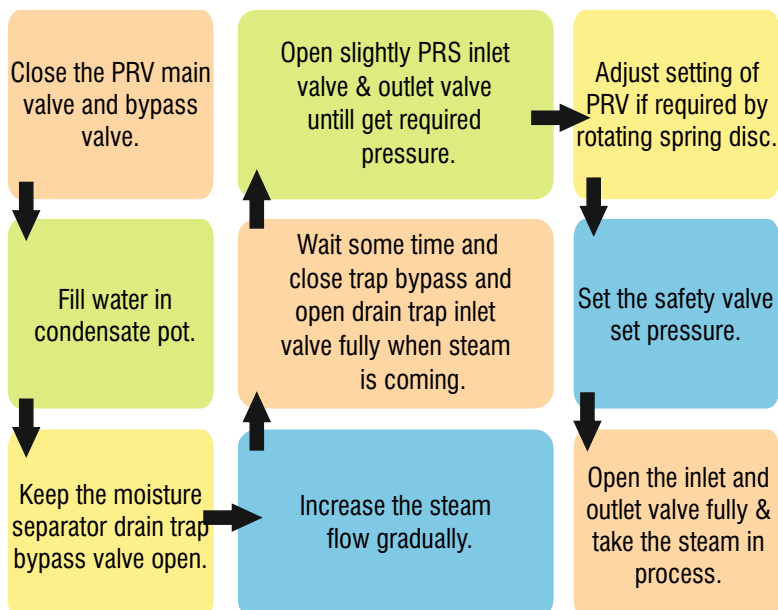 Close the PRV main
valve and bypass
valve.
Fill water in
condensate pot.
Keep the moisture
separator drain trap
bypass valve open.
Increase the steam
flow gradually.
Wait some time and
close trap bypass and
open drain trap inlet
valve fully when steam
is coming.
Open slightly PRS inlet
valve & outlet valve
untill get required
pressure.
Adjust setting of
PRV if required by
rotating spring disc.
Set the safety valve
set pressure.
Open the inlet and
outlet valve fully &
take the steam in
process.